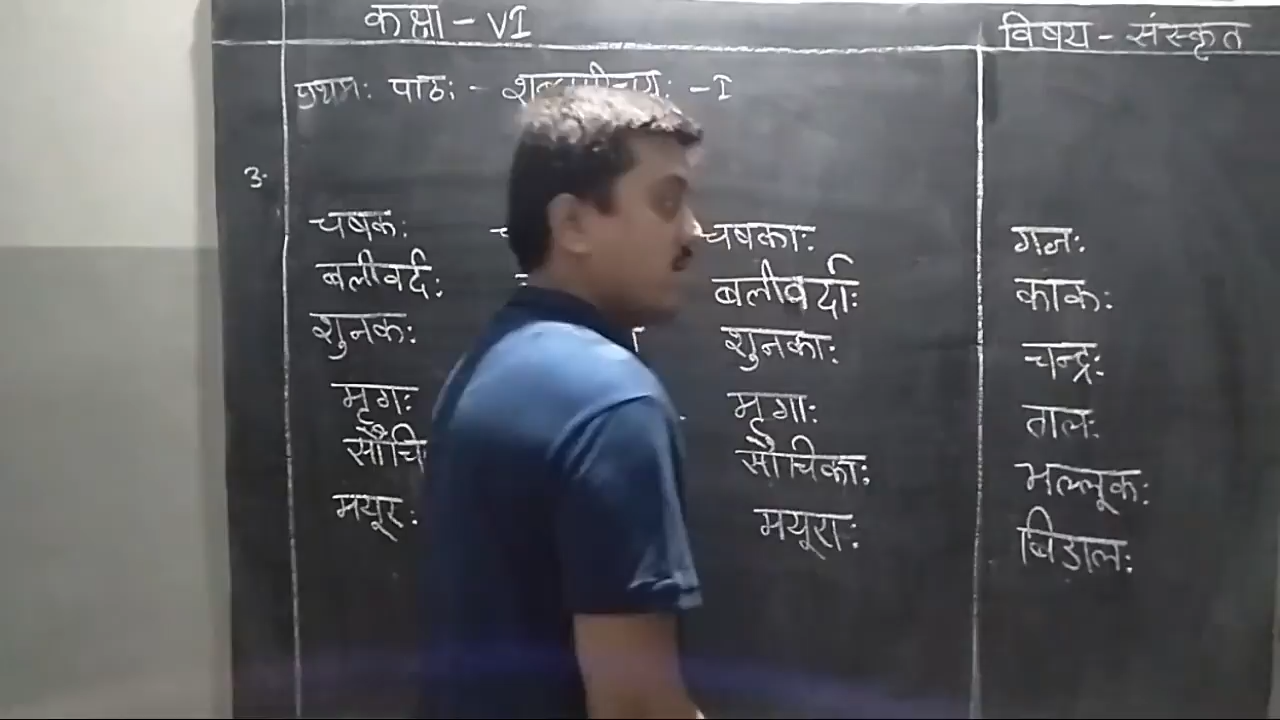 कक्षा - VI विषय - संस्कृत
प्रथमः पाठः - - I
3.
चषकः चषकाः गजः
बलीवर्दः बलीवर्दाः काकः
शुनकः शुनकाः चन्द्रः
मृगः मृगाः तालः
सौचिकाः भल्लूकः
मयूरः मयूराः बिडालः